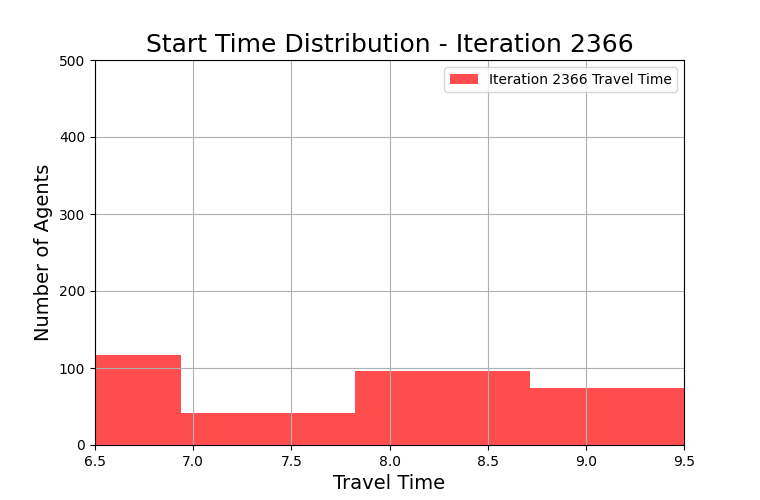 Start Time Distribution - Iteration 2366
Iteration 2366 Travel Time
Number of Agents
500
400
300
200
100
0
6.5 7.0 7.5 8.0 8.5 9.0 9.5
Travel Time